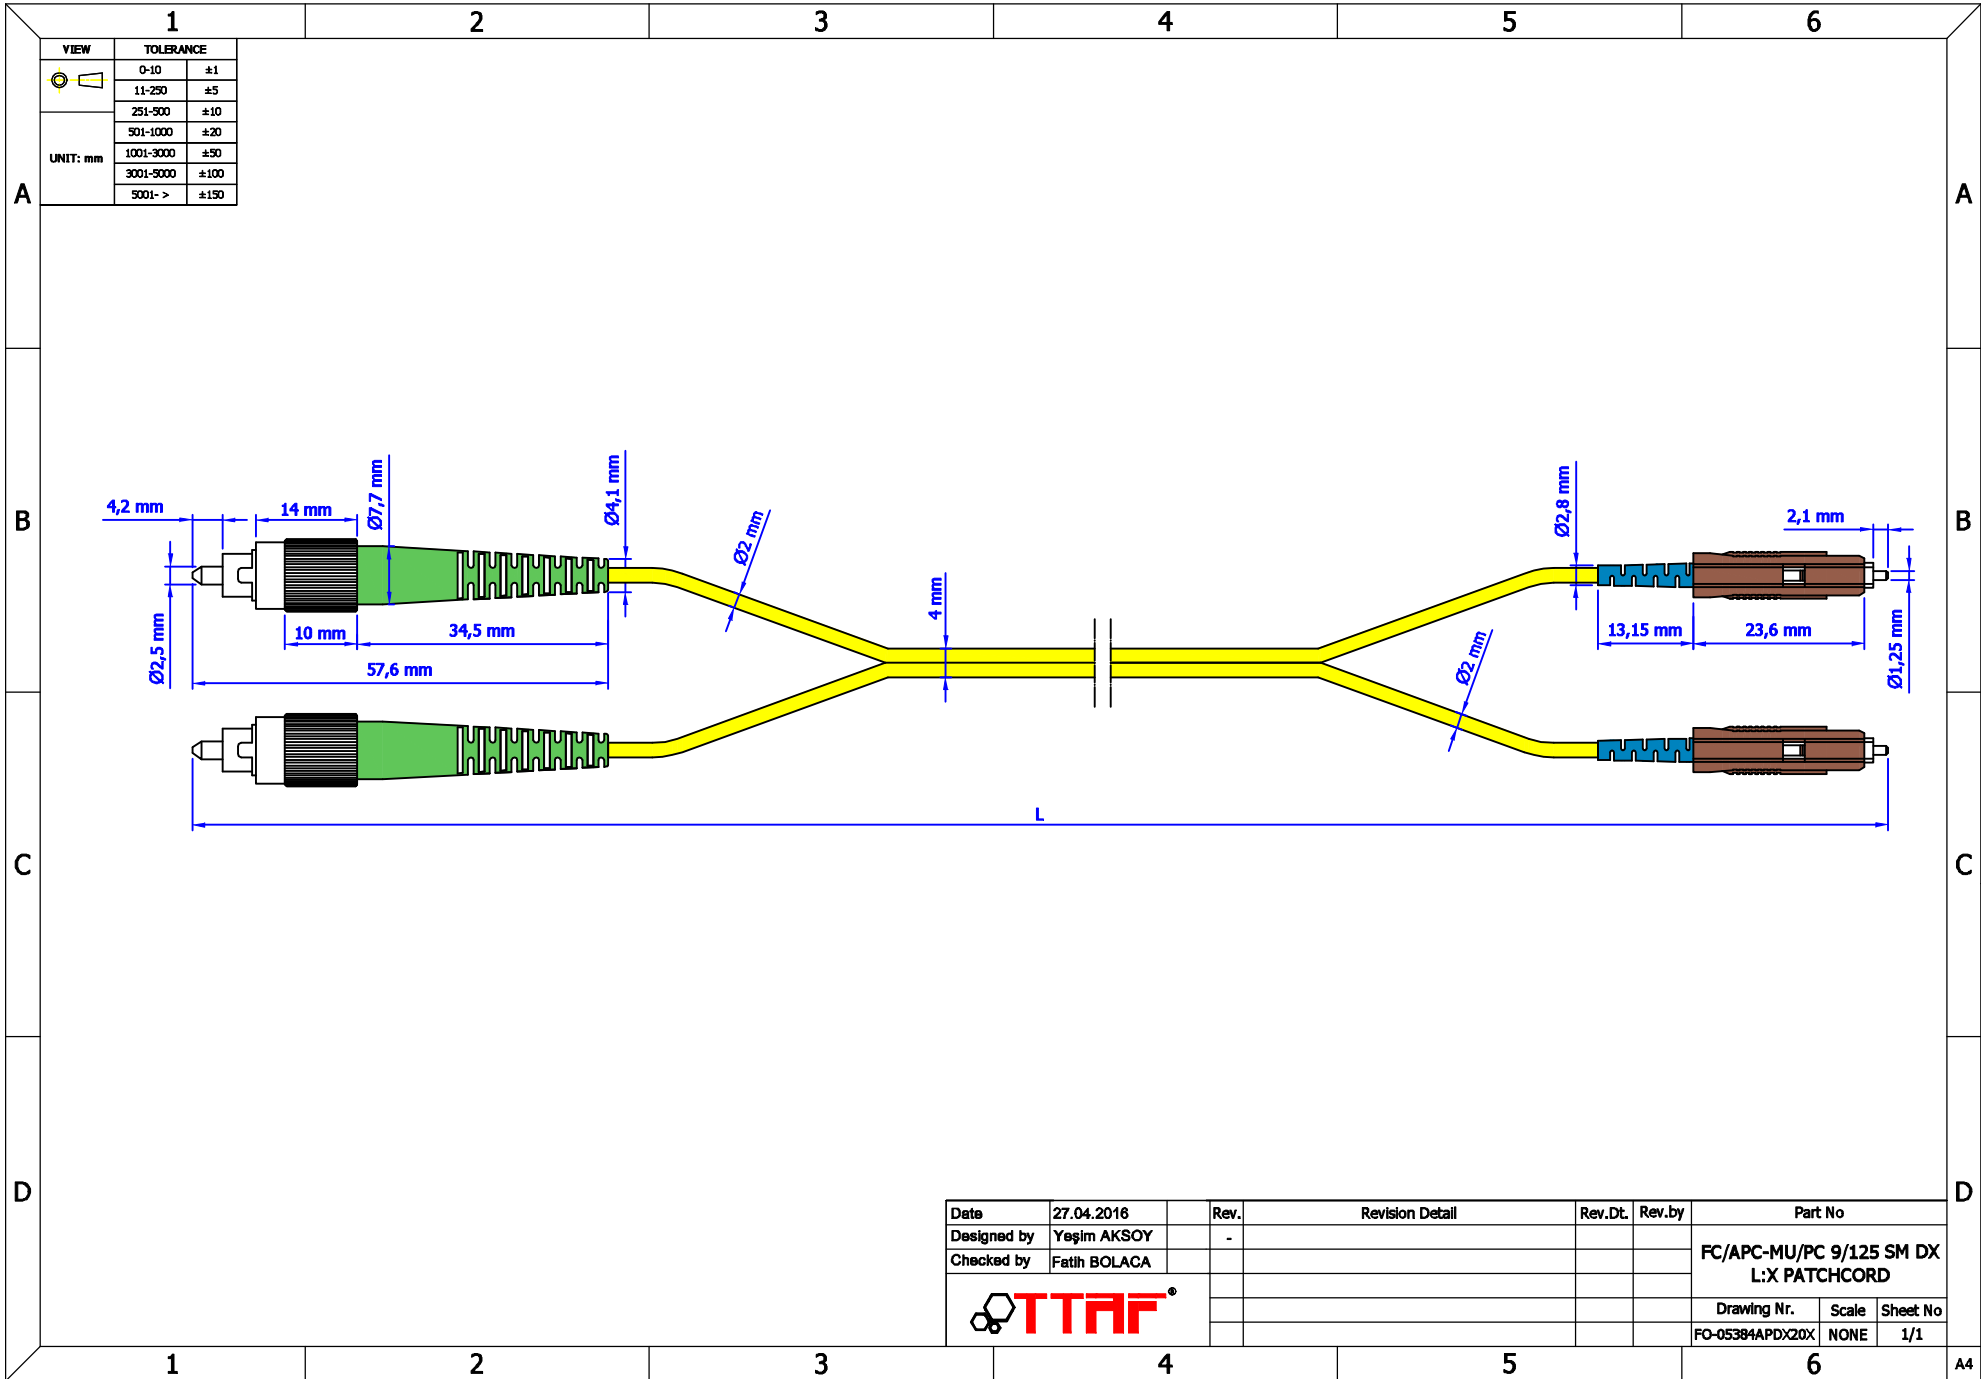 1 2 3 4 5 6
VIEW TOLERANCE
0-10 ±1
11-250 ±5
251-500 ±10
501-1000 ±20
UNIT: mm
1001-3000 ±50
3001-5000 ±100
5001- > ±150
A A
B B
C C
D D
4,2 mm
14 mm
Ø7,7 mm
Ø4,1 mm
Ø2 mm
Ø2,8 mm
2,1 mm
Ø2,5 mm
10 mm
34,5 mm
57,6 mm
4 mm
Ø2 mm
13,15 mm
23,6 mm
Ø1,25 mm
L
Date 27.04.2016 Rev. Revision Detail Rev.Dt. Rev.by Part No
Designed by Yeşim AKSOY -
Checked by Fatih BOLACA
FC/APC-MU/PC 9/125 SM DX
L:X PATCHCORD
TTAF®
Drawing Nr. Scale Sheet No
FO-05384APDX20X NONE 1/1
1 2 3 4 5 6 A4